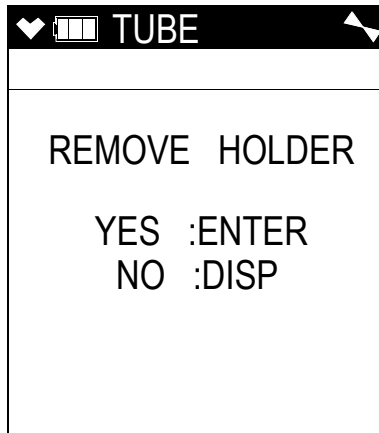 TUBE
REMOVE HOLDER
YES :ENTER
NO :DISP